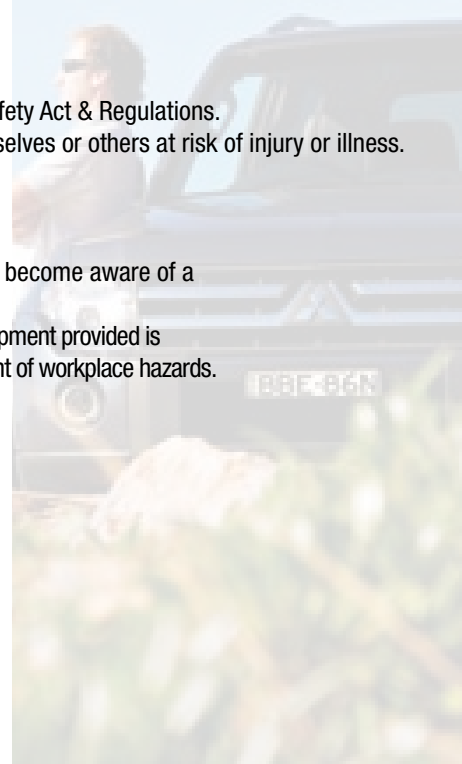 fety Act & Regulations.
selves or others at risk of injury or illness.
become aware of a
pment provided is
nt of workplace hazards.
BBE·86N